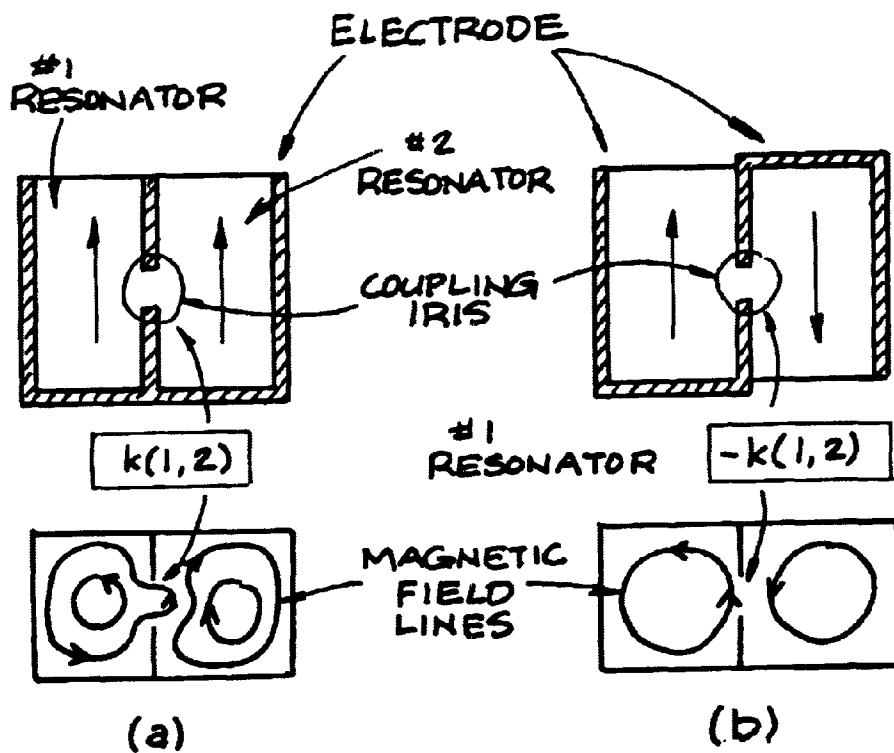 ELECTRODE
#1
RESONATOR
#2
RESONATOR
COUPLING
IRIS
k(1,2)
#1
RESONATOR
-k(1,2)
MAGNETIC
FIELD
LINES
(a)
(b)